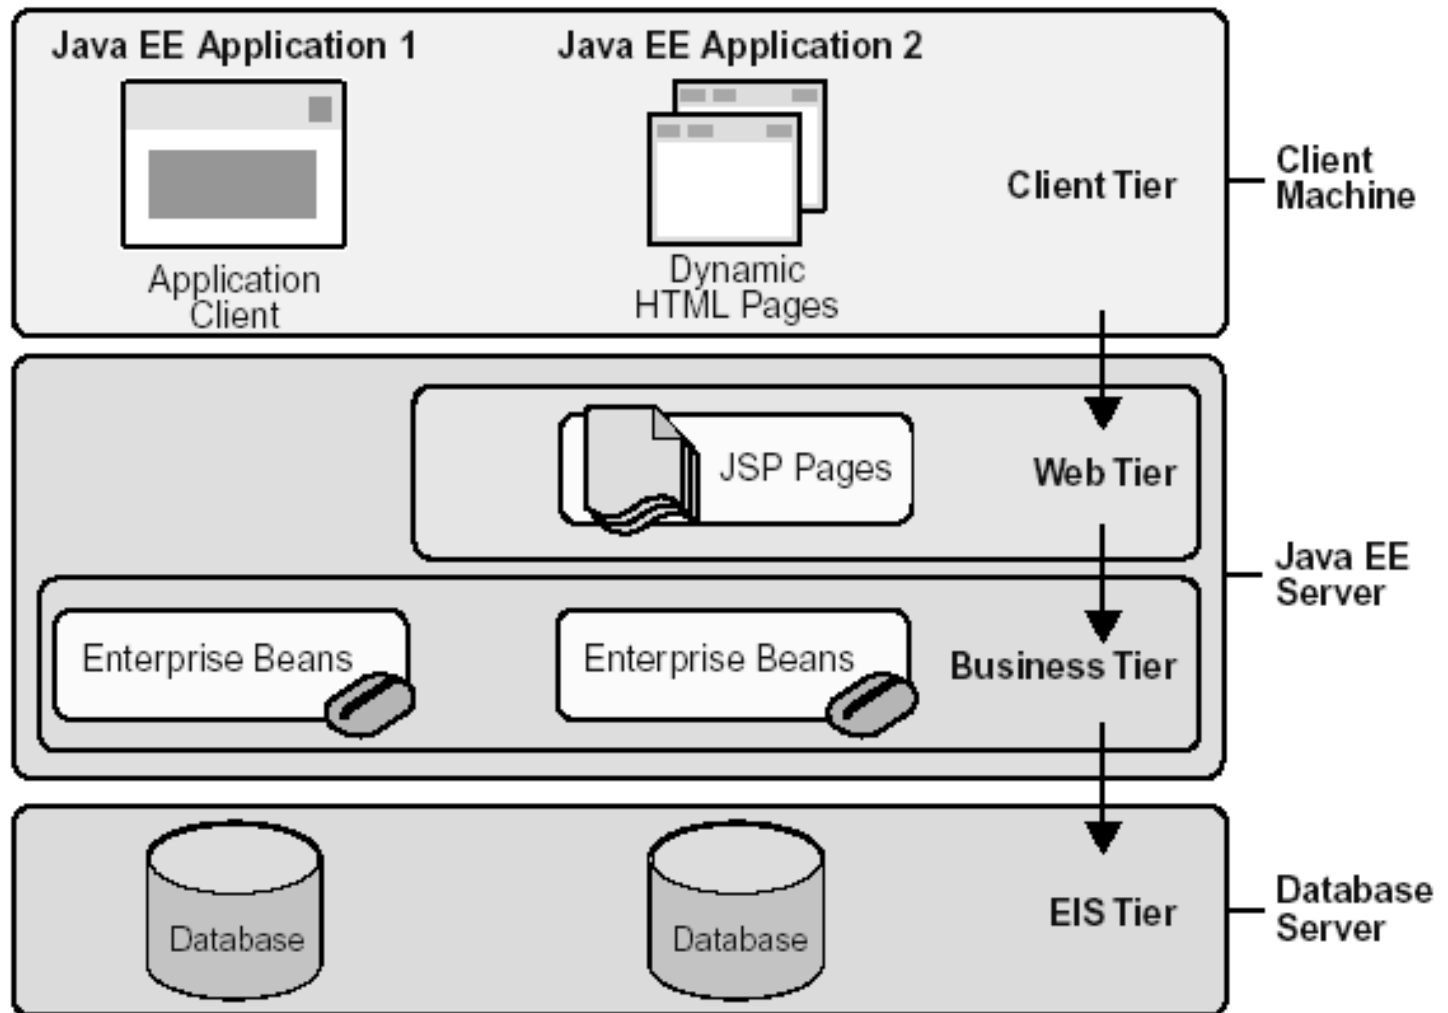 Java EE Application 1
Java EE Application 2
Application
Client
Dynamic
HTML Pages
Client Tier
Client
Machine
JSP Pages
Web Tier
Java EE
Server
Enterprise Beans
Enterprise Beans
Business Tier
Database
Database
EIS Tier
Database
Server